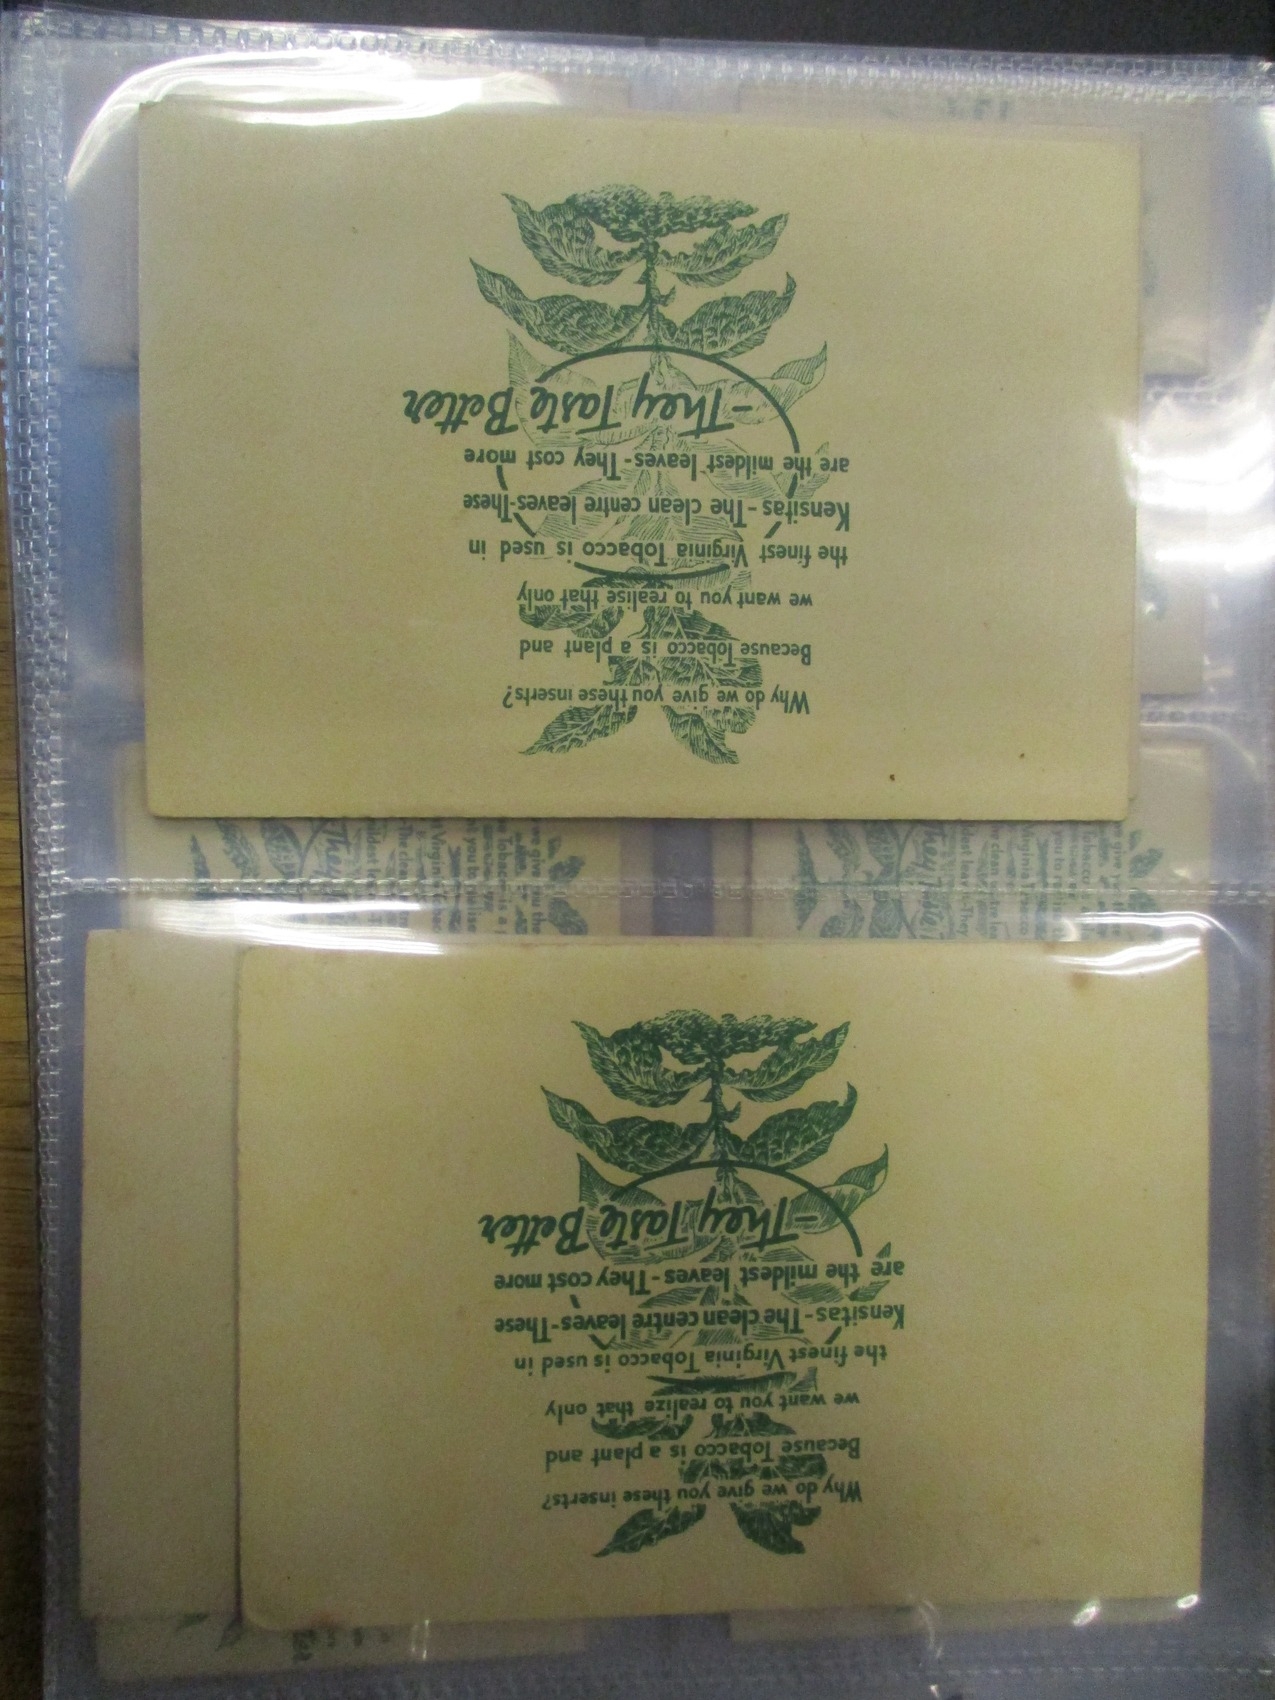 Why do we give you these inserts?
Because Tobacco is a plant and
we want you to realise that only
the finest Virginia Tobacco is used in
Kensitas - The clean centre leaves - These
are the mildest leaves - They cost more
- They Taste Better
Why do we give you these inserts?
Because Tobacco is a plant and
we want you to realize that only
the finest Virginia Tobacco is used in
Kensitas - The clean centre leaves - These
are the mildest leaves - They cost more
- They Taste Better